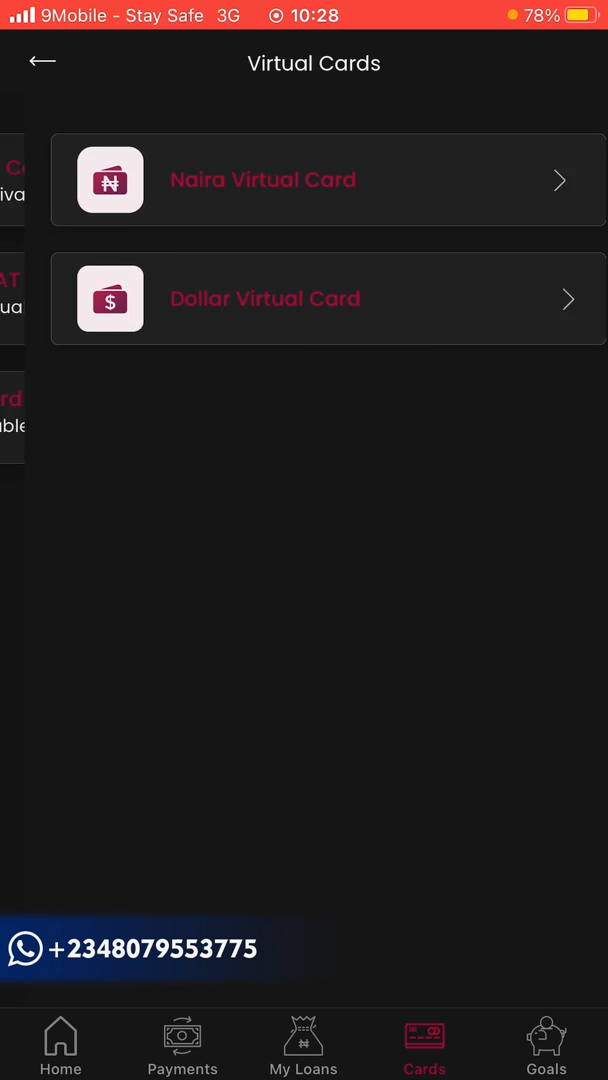 9Mobile - Stay Safe 3G 10:28 78%
Virtual Cards
Naira Virtual Card
Dollar Virtual Card
+2348079553775
Home Payments My Loans Cards Goals